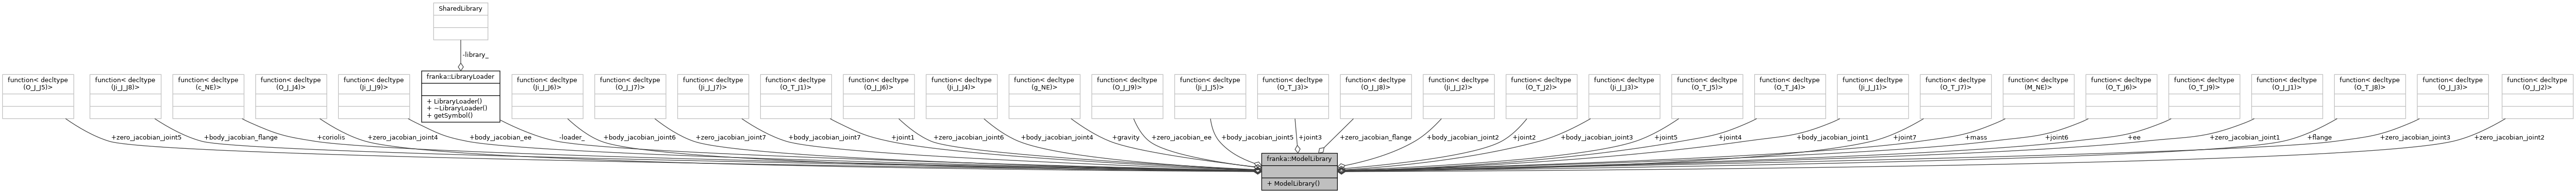 SharedLibrary
-library_
function< decltype
(O_J_J5)>
function< decltype
(Ji_J_J8)>
function< decltype
(c_NE)>
function< decltype
(O_J_J4)>
function< decltype
(Ji_J_J9)>
franka::LibraryLoader
+ LibraryLoader()
+ ~LibraryLoader()
+ getSymbol()
function< decltype
(Ji_J_J6)>
function< decltype
(O_J_J7)>
function< decltype
(Ji_J_J7)>
function< decltype
(O_T_J1)>
function< decltype
(O_J_J6)>
function< decltype
(Ji_J_J4)>
function< decltype
(g_NE)>
function< decltype
(O_J_J9)>
function< decltype
(Ji_J_J5)>
function< decltype
(O_T_J3)>
function< decltype
(O_J_J8)>
function< decltype
(Ji_J_J2)>
function< decltype
(O_T_J2)>
function< decltype
(Ji_J_J3)>
function< decltype
(O_T_J5)>
function< decltype
(O_T_J4)>
function< decltype
(Ji_J_J1)>
function< decltype
(O_T_J7)>
function< decltype
(M_NE)>
function< decltype
(O_T_J6)>
function< decltype
(O_T_J9)>
function< decltype
(O_J_J1)>
function< decltype
(O_T_J8)>
function< decltype
(O_J_J3)>
function< decltype
(O_J_J2)>
+zero_jacobian_joint5
+body_jacobian_flange
+coriolis
+zero_jacobian_joint4
+body_jacobian_ee
-loader_
+body_jacobian_joint6
+zero_jacobian_joint7
+body_jacobian_joint7
+joint1
+zero_jacobian_joint6
+body_jacobian_joint4
+gravity
+zero_jacobian_ee
+body_jacobian_joint5
+joint3
+zero_jacobian_flange
+body_jacobian_joint2
+joint2
+body_jacobian_joint3
+joint5
+joint4
+body_jacobian_joint1
+joint7
+mass
+joint6
+ee
+zero_jacobian_joint1
+flange
+zero_jacobian_joint3
+zero_jacobian_joint2
franka::ModelLibrary
+ ModelLibrary()